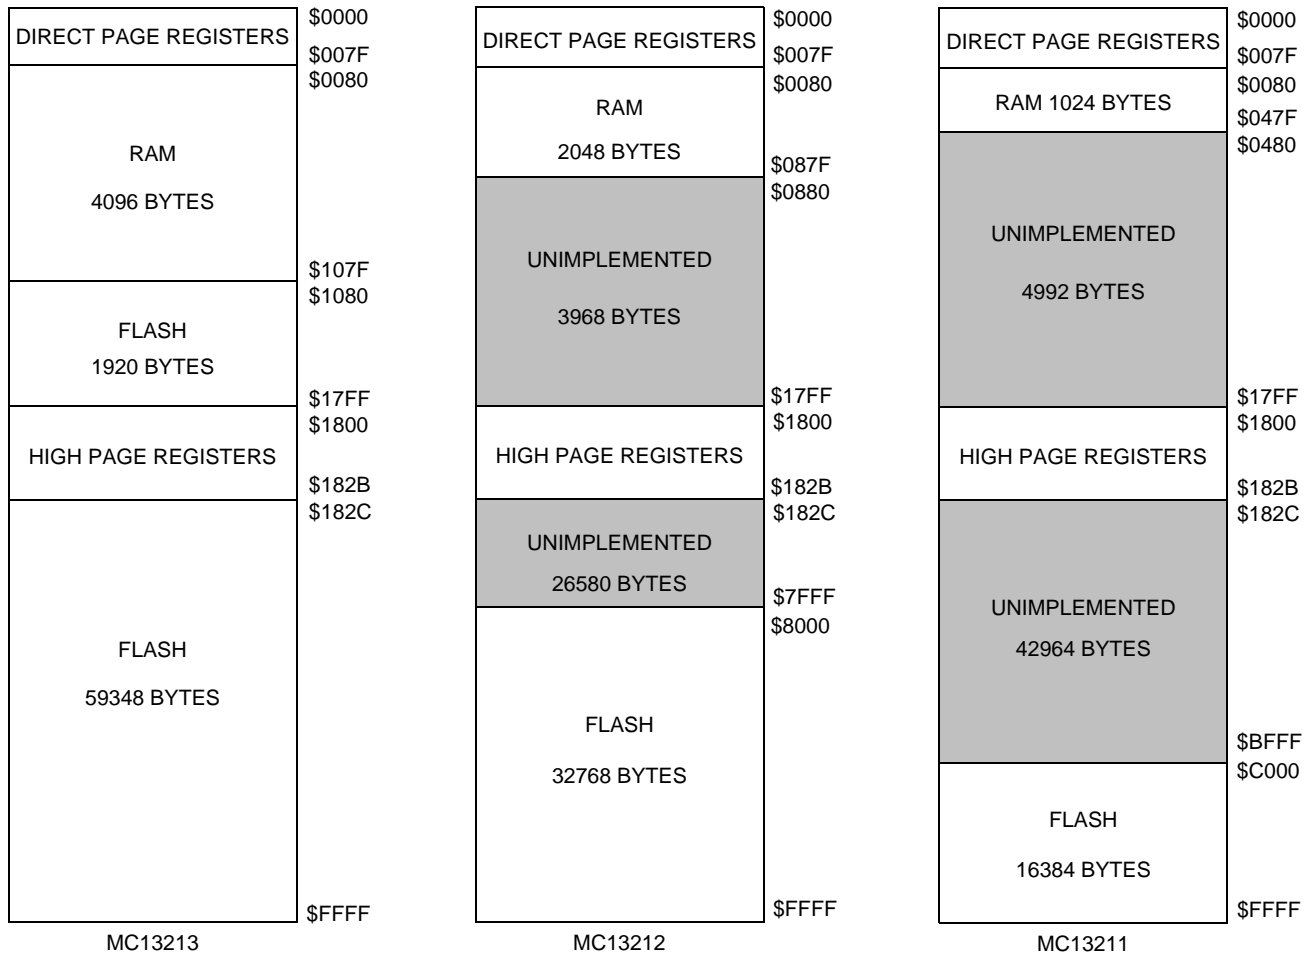 DIRECT PAGE REGISTERS
$0000
$007F
$0080
RAM
4096 BYTES
$107F
$1080
FLASH
1920 BYTES
$17FF
$1800
HIGH PAGE REGISTERS
$182B
$182C
FLASH
59348 BYTES
$FFFF
MC13213
DIRECT PAGE REGISTERS
$0000
$007F
$0080
RAM
2048 BYTES
$087F
$0880
UNIMPLEMENTED
3968 BYTES
$17FF
$1800
HIGH PAGE REGISTERS
$182B
$182C
UNIMPLEMENTED
26580 BYTES
$7FFF
$8000
FLASH
32768 BYTES
$FFFF
MC13212
DIRECT PAGE REGISTERS
$0000
$007F
$0080
RAM 1024 BYTES
$047F
$0480
UNIMPLEMENTED
4992 BYTES
$17FF
$1800
HIGH PAGE REGISTERS
$182B
$182C
UNIMPLEMENTED
42964 BYTES
$BFFF
$C000
FLASH
16384 BYTES
$FFFF
MC13211